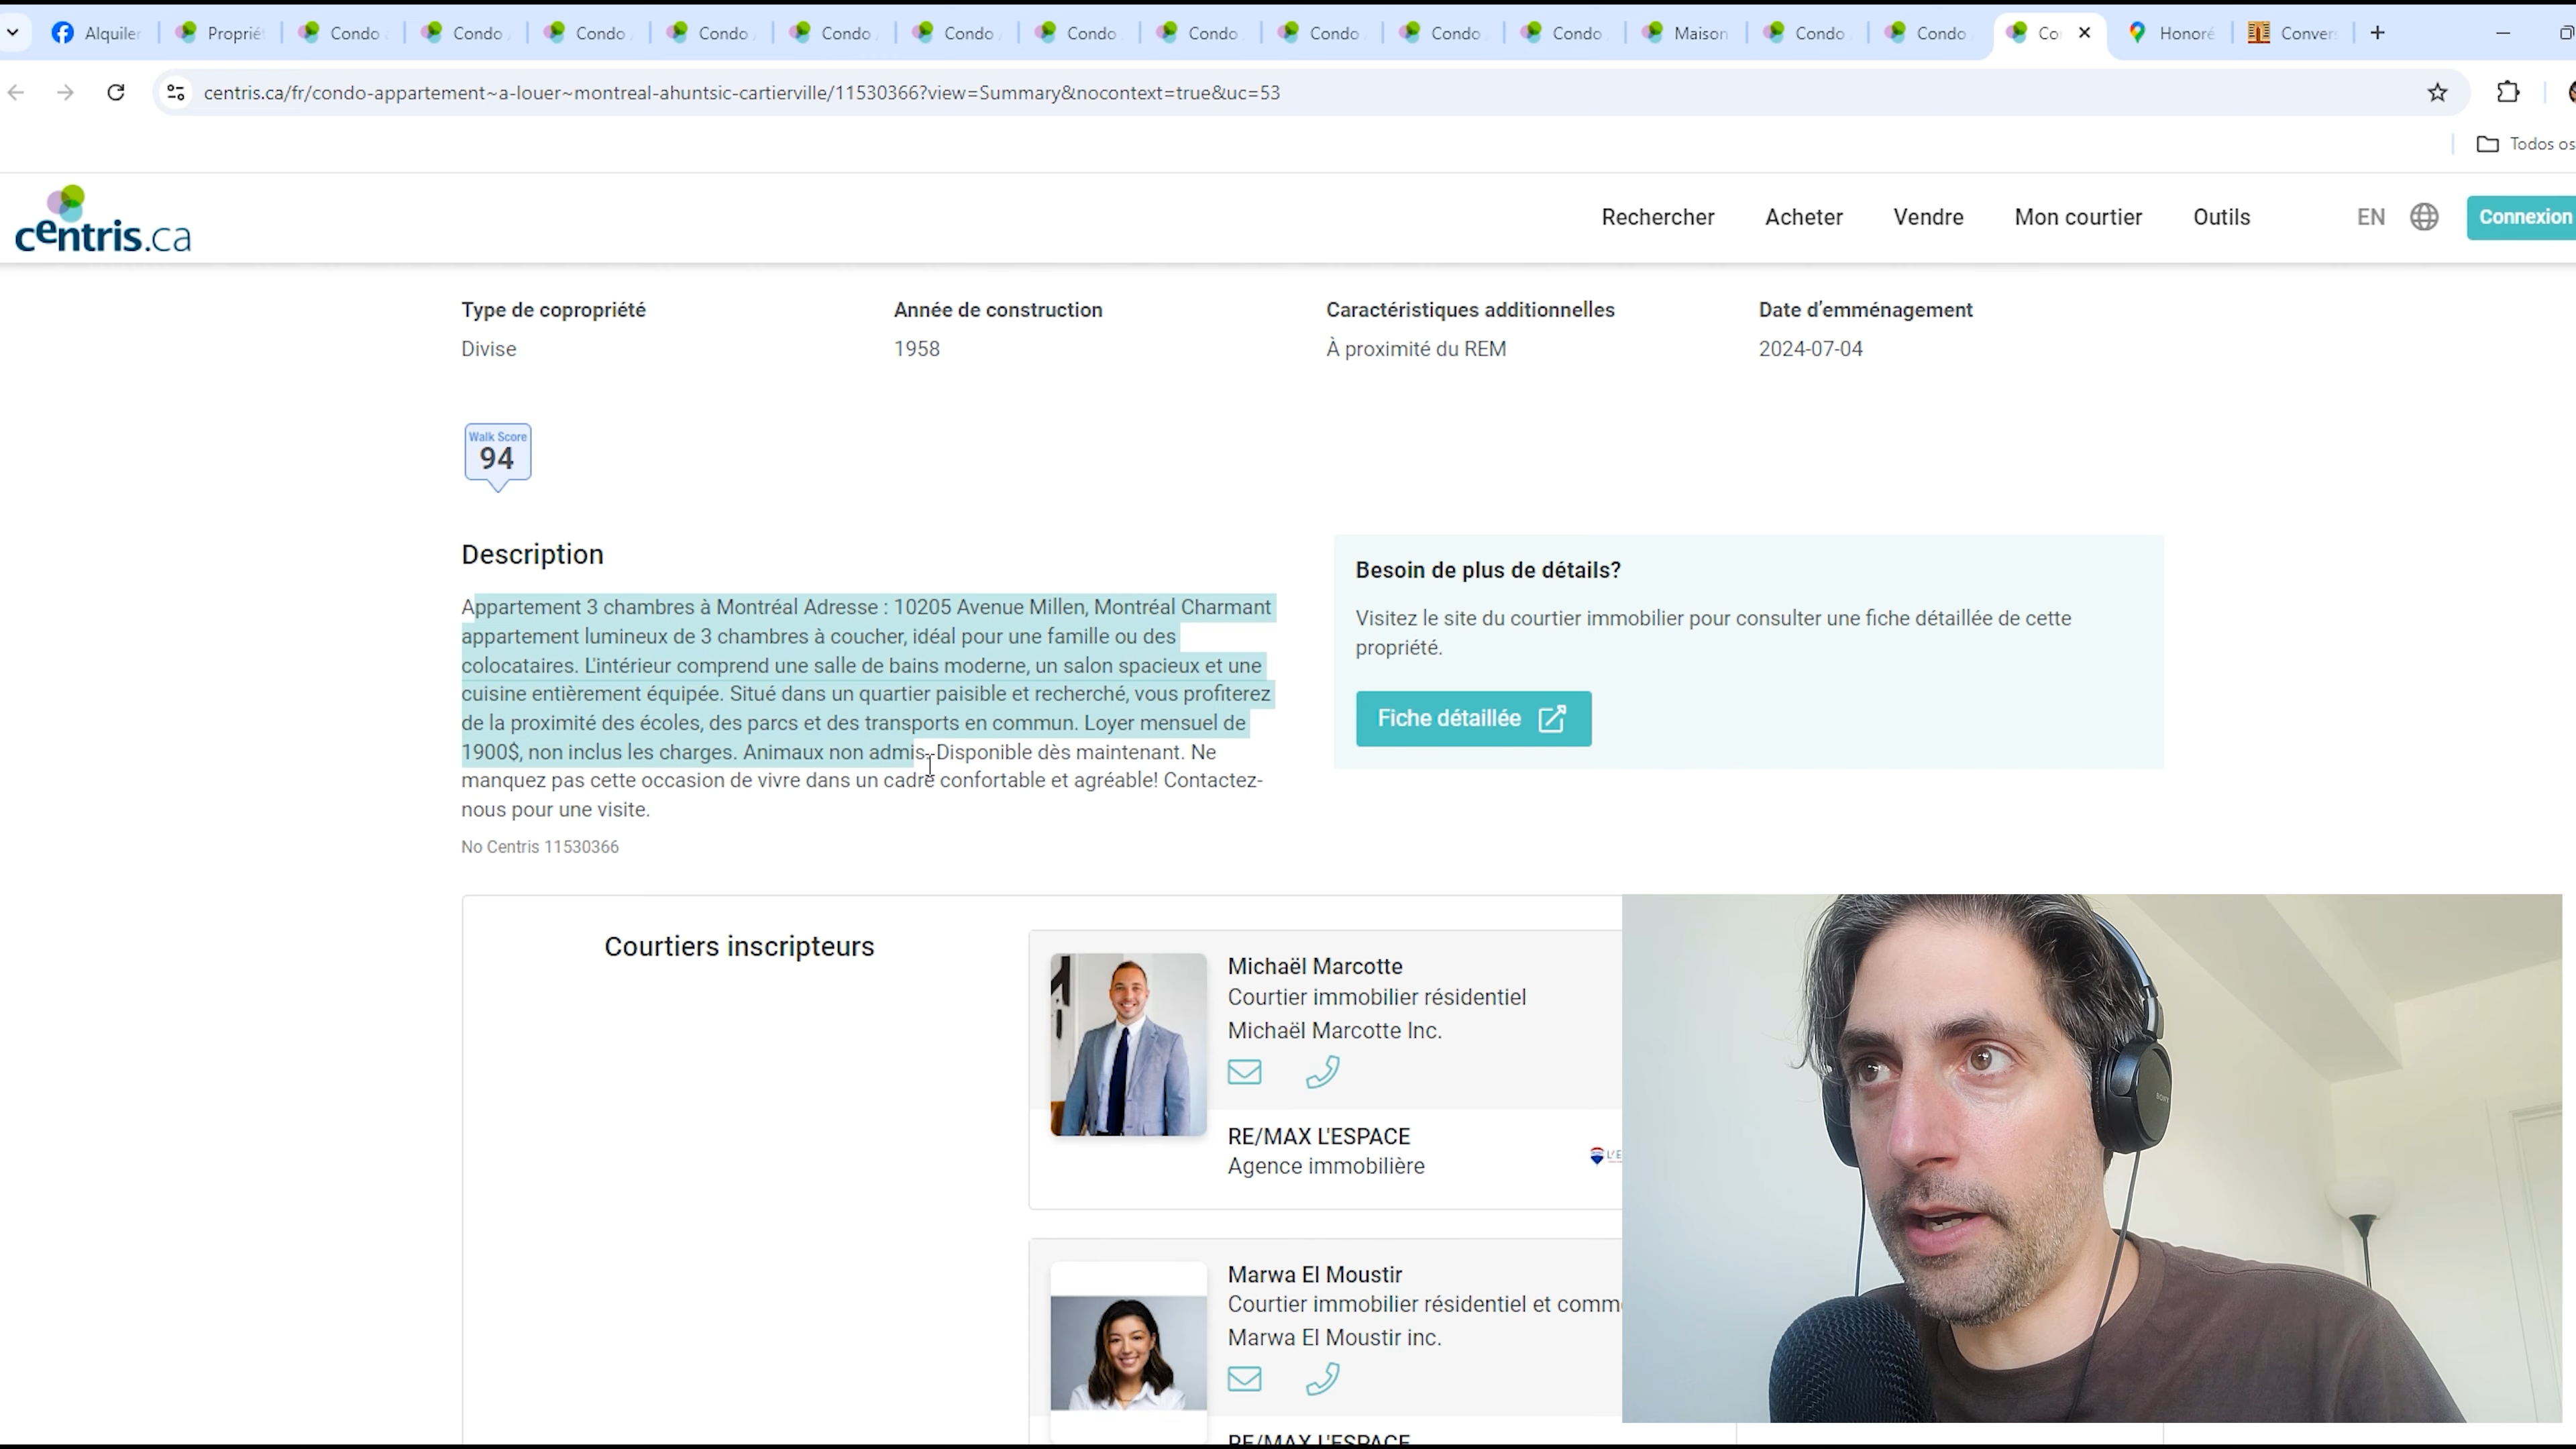 Alquiler
Proprié
Condo
Condo
Condo
Condo
Condo
Condo
Condo
Condo
Condo
Condo
Condo
Maison
Condo
Condo
Co
Honoré
Conver
centris.ca/fr/condo-appartement~a-louer~montreal-ahuntsic-cartierville/11530366?view=Summary&nocontext=true&uc=53
Todos os
centris.ca
Rechercher Acheter Vendre Mon courtier Outils EN Connexion
Type de copropriété Année de construction Caractéristiques additionnelles Date d'emménagement
Divise 1958 À proximité du REM 2024-07-04
Walk Score
94
Description
Appartement 3 chambres à Montréal Adresse : 10205 Avenue Millen, Montréal Charmant
appartement lumineux de 3 chambres à coucher, idéal pour une famille ou des
colocataires. L'intérieur comprend une salle de bains moderne, un salon spacieux et une
cuisine entièrement équipée. Situé dans un quartier paisible et recherché, vous profiterez
de la proximité des écoles, des parcs et des transports en commun. Loyer mensuel de
1900$, non inclus les charges. Animaux non admis. Disponible dès maintenant. Ne
manquez pas cette occasion de vivre dans un cadre confortable et agréable! Contactez-
nous pour une visite.
No Centris 11530366
Besoin de plus de détails?
Visitez le site du courtier immobilier pour consulter une fiche détaillée de cette
propriété.
Fiche détaillée
Courtiers inscripteurs
Michaël Marcotte
Courtier immobilier résidentiel
Michaël Marcotte Inc.
RE/MAX L'ESPACE
Agence immobilière
Marwa El Moustir
Courtier immobilier résidentiel et comm
Marwa El Moustir inc.
RE/MAX L'ESPACE
SONY